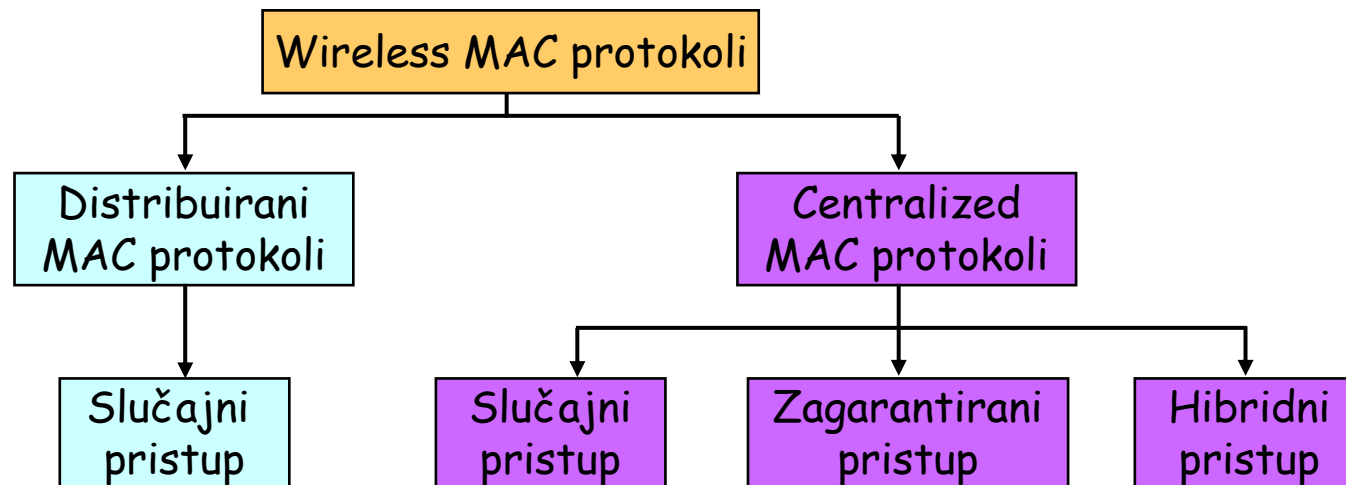 Wireless MAC protokoli
Distribuirani
MAC protokoli
Centralized
MAC protokoli
Slučajni
pristup
Slučajni
pristup
Zagarantirani
pristup
Hibridni
pristup